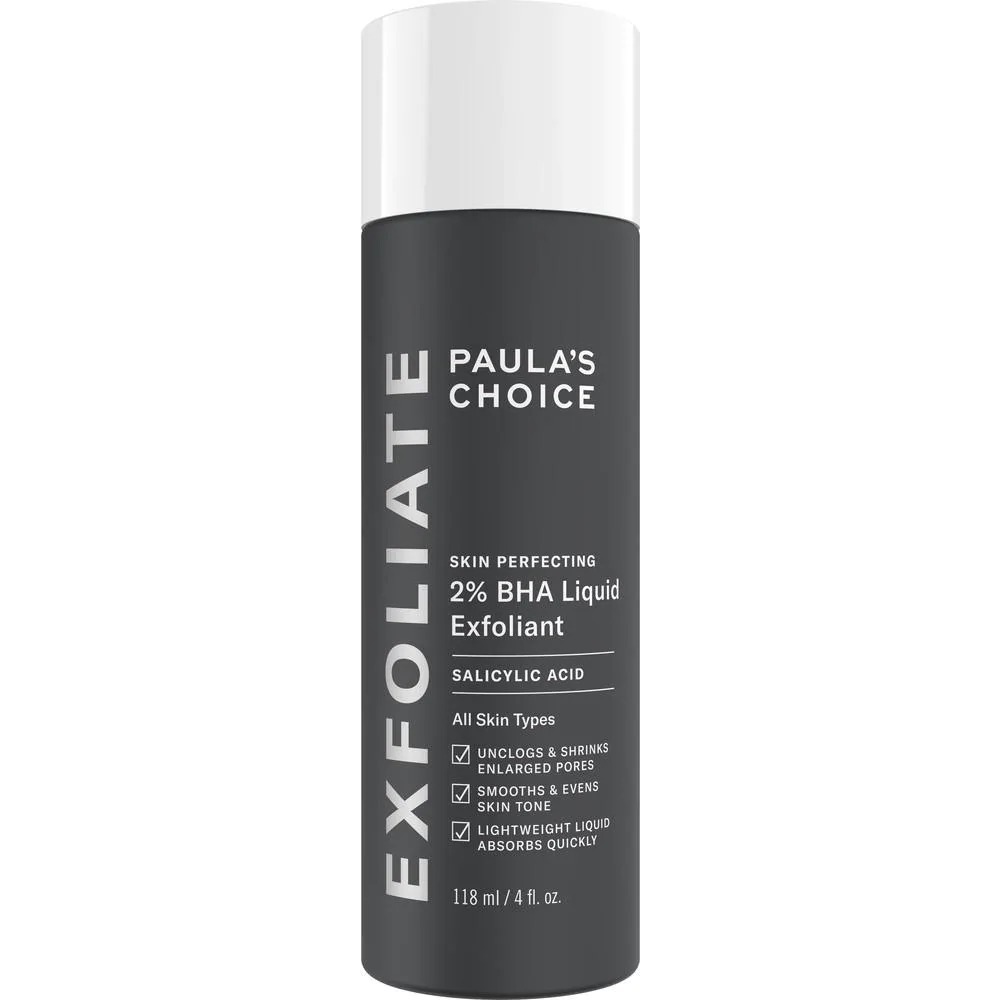 EXFOLIATE
PAULA'S
CHOICE
SKIN PERFECTING
2% BHA Liquid
Exfoliant
SALICYLIC ACID
All Skin Types
☑ UNCLOGS & SHRINKS
ENLARGED PORES
☑ SMOOTHS & EVENS
SKIN TONE
☑ LIGHTWEIGHT LIQUID
ABSORBS QUICKLY
118 ml / 4 fl. oz.